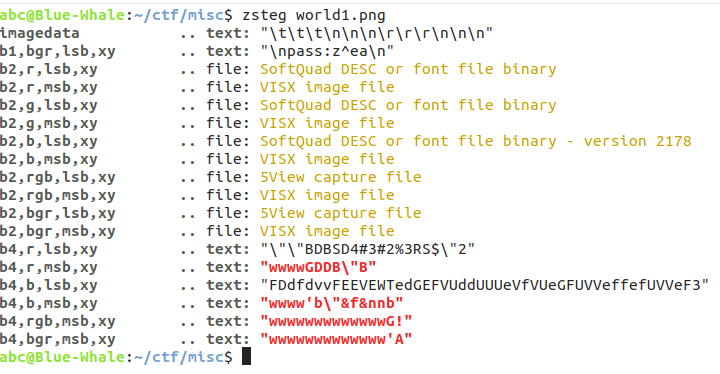 abc@Blue-Whale:~/ctf/misc$ zsteg world1.png
imagedata .. text: "\t\t\t\n\n\n\r\r\r\n\n\n"
b1,bgr,lsb,xy .. text: "\npass:z^ea\n"
b2,r,lsb,xy .. file: SoftQuad DESC or font file binary
b2,r,msb,xy .. file: VISX image file
b2,g,lsb,xy .. file: SoftQuad DESC or font file binary
b2,g,msb,xy .. file: VISX image file
b2,b,lsb,xy .. file: SoftQuad DESC or font file binary - version 2178
b2,b,msb,xy .. file: VISX image file
b2,rgb,lsb,xy .. file: 5View capture file
b2,rgb,msb,xy .. file: VISX image file
b2,bgr,lsb,xy .. file: 5View capture file
b2,bgr,msb,xy .. file: VISX image file
b4,r,lsb,xy .. text: "\"\"BDBSD4#3#2%3RS$\"2"
b4,r,msb,xy .. text: "wwwwGDDB\"B"
b4,b,lsb,xy .. text: "FDdfdvvFEEVEWTedGEFVUddUUUeVfVUeGFUVVeffefUVVeF3"
b4,b,msb,xy .. text: "wwww'b\"&f&nnb"
b4,rgb,msb,xy .. text: "wwwwwwwwwwwwwG!"
b4,bgr,msb,xy .. text: "wwwwwwwwwwwww'A"
abc@Blue-Whale:~/ctf/misc$